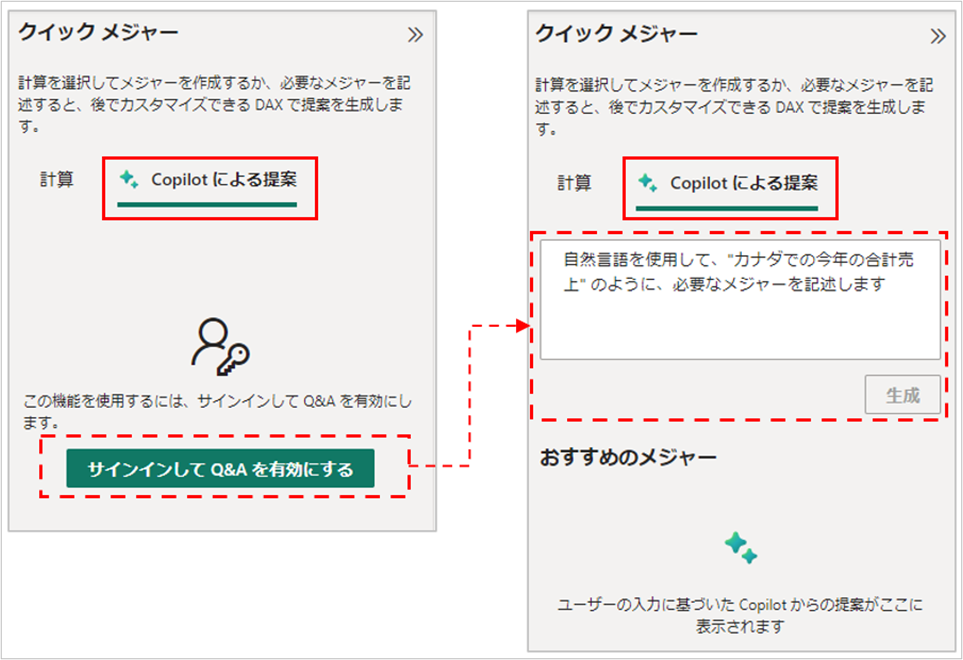 クイック メジャー
計算を選択してメジャーを作成するか、必要なメジャーを記
述すると、後でカスタマイズできる DAX で提案を生成しま
す。
計算
Copilot による提案
この機能を使用するには、サインインして Q&A を有効にし
ます。
サインインして Q&A を有効にする
クイック メジャー
計算を選択してメジャーを作成するか、必要なメジャーを記
述すると、後でカスタマイズできる DAX で提案を生成しま
す。
計算
Copilot による提案
自然言語を使用して、"カナダでの今年の合計売
上" のように、必要なメジャーを記述します
生成
おすすめのメジャー
ユーザーの入力に基づいた Copilot からの提案がここに
表示されます